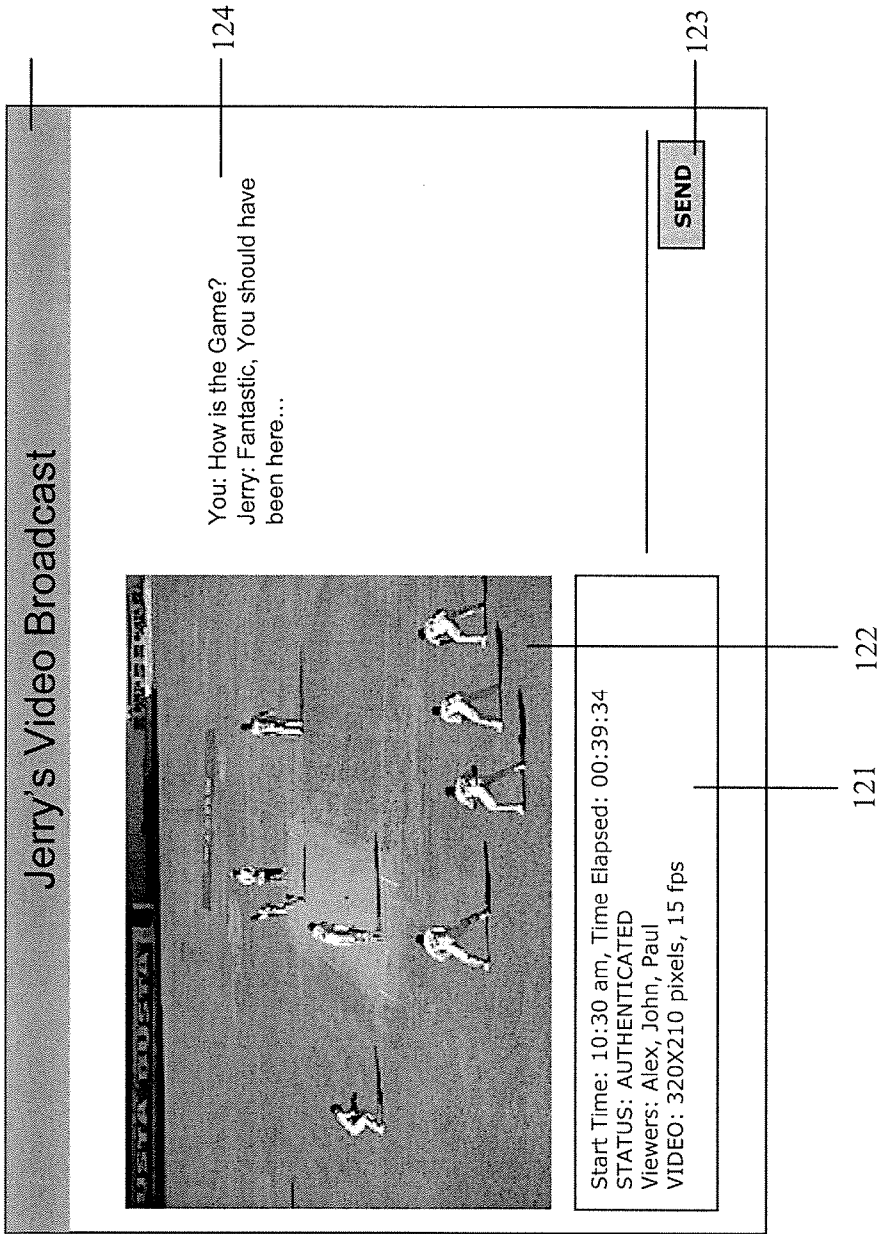 Jerry's Video Broadcast
You: How is the Game?
Jerry: Fantastic, You should have
been here...
Start Time: 10:30 am, Time Elapsed: 00:39:34
STATUS: AUTHENTICATED
Viewers: Alex, John, Paul
VIDEO: 320X210 pixels, 15 fps
SEND
121
122
123
124